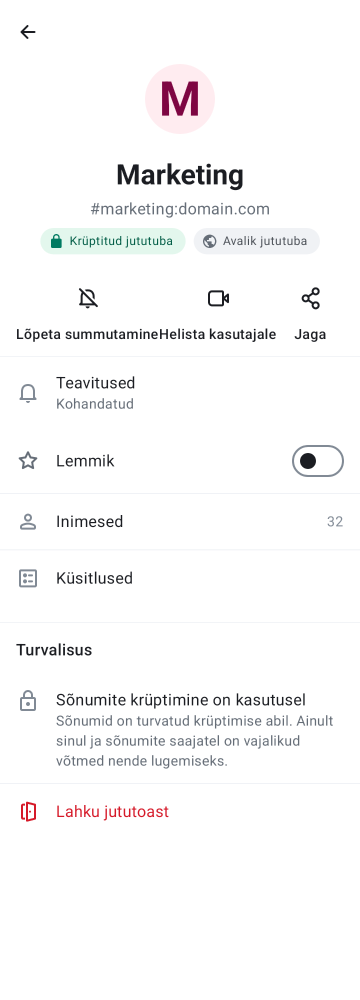 M
Marketing
#marketing:domain.com
Krüptitud jututuba
Avalik jututuba
Lõpeta summutamine
Helista kasutajale
Jaga
Teavitused
Kohandatud
Lemmik
Inimesed
32
Küsitlused
Turvalisus
Sõnumite krüptimine on kasutusel
Sõnumid on turvatud krüptimise abil. Ainult
sinul ja sõnumite saajatel on vajalikud
võtmed nende lugemiseks.
Lahku jututoast